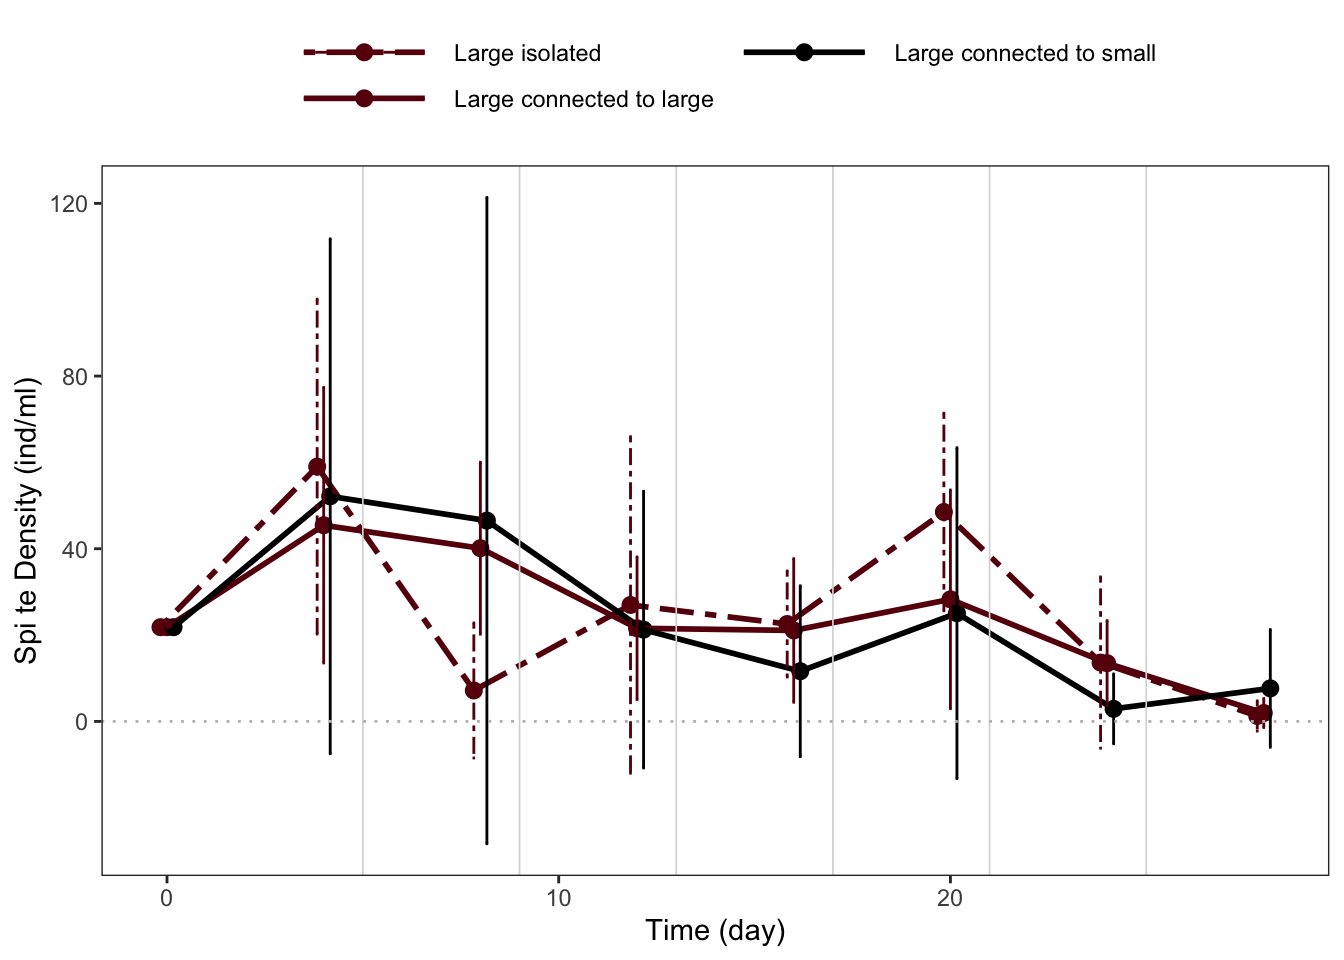 Large isolated
Large connected to small
Large connected to large
120
80
40
0
Spi te Density (ind/ml)
0
10
20
Time (day)